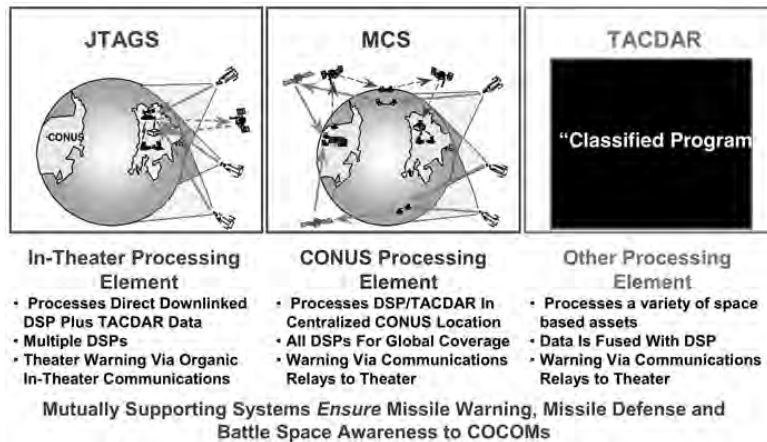 JTAGS
CONUS
In-Theater Processing
Element
• Processes Direct Downlinked
DSP Plus TACDAR Data
• Multiple DSPs
• Theater Warning Via Organic
In-Theater Communications
MCS
CONUS Processing
Element
• Processes DSP/TACDAR In
Centralized CONUS Location
• All DSPs For Global Coverage
• Warning Via Communications
Relays to Theater
TACDAR
“Classified Program
Other Processing
Element
• Processes a variety of space
based assets
• Data Is Fused With DSP
• Warning Via Communications
Relays to Theater
Mutually Supporting Systems Ensure Missile Warning, Missile Defense and
Battle Space Awareness to COCOMs